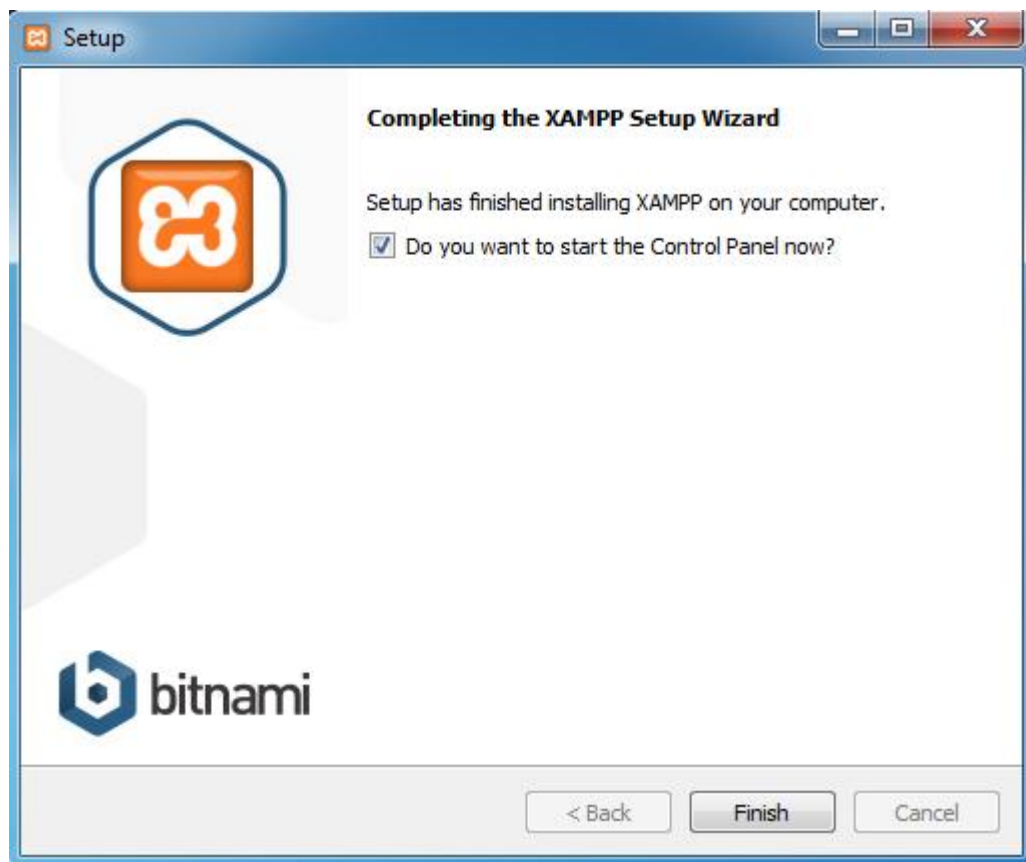 Setup
Completing the XAMPP Setup Wizard
Setup has finished installing XAMPP on your computer.
Do you want to start the Control Panel now?
bitnami
< Back
Finish
Cancel